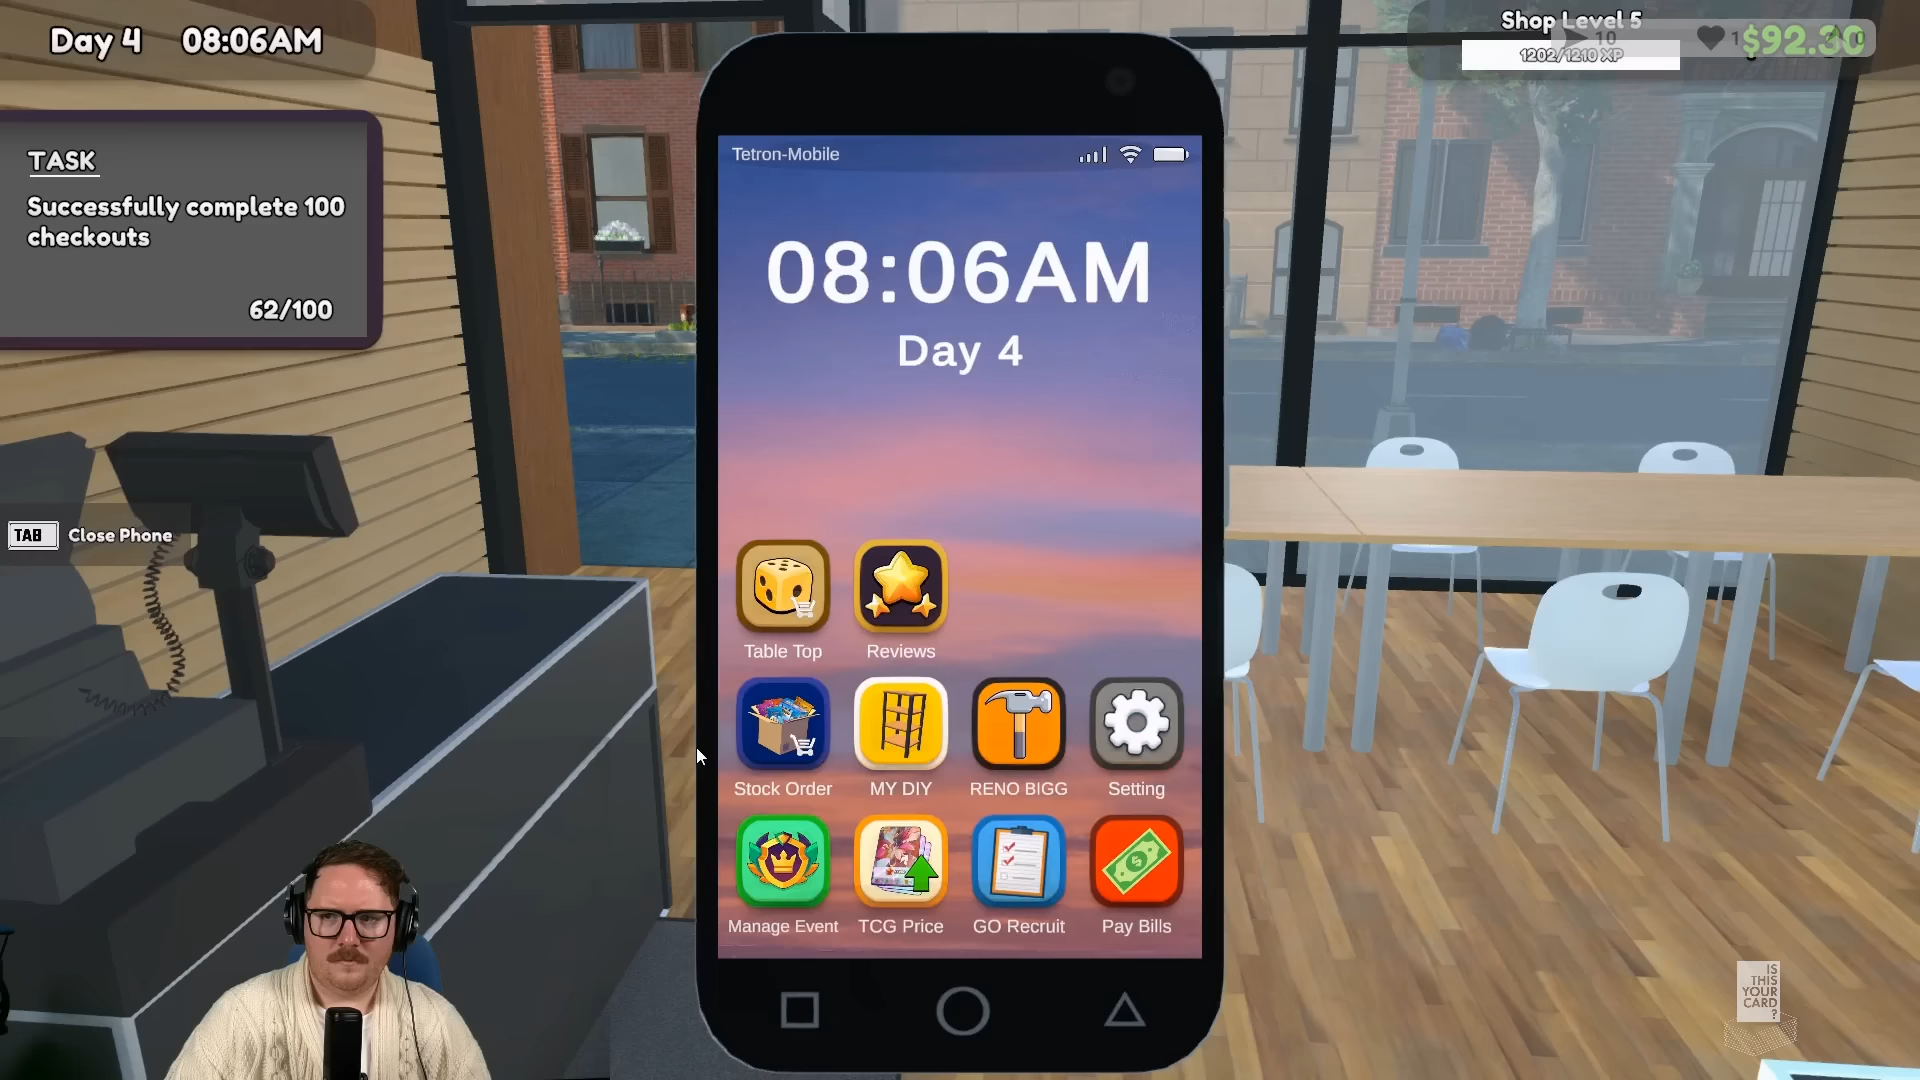 Day 4 08:06AM
Shop Level 5
1202/1210 XP
10
TASK
Successfully complete 100
checkouts
62/100
TAB Close Phone
Tetron-Mobile
08:06AM
Day 4
Table Top
Reviews
Stock Order
MY DIY
RENO BIGG
Setting
Manage Event
TCG Price
GO Recruit
Pay Bills
IS
THIS
YOUR
CARD
?